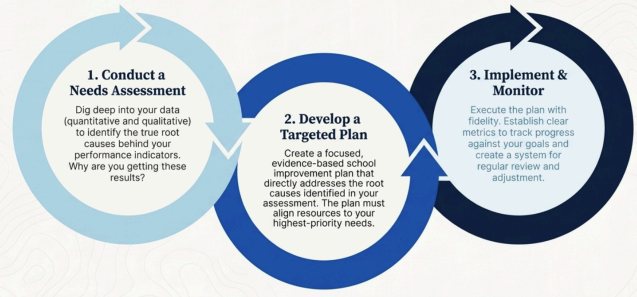 1. Conduct a
Needs Assessment
Dig deep into your data
(quantitative and qualitative)
to identify the true root
causes behind your
performance indicators.
Why are you getting these
results?
2. Develop a
Targeted Plan
Create a focused,
evidence-based school
improvement plan that
directly addresses the root
causes identified in your
assessment. The plan must
align resources to your
highest-priority needs.
3. Implement &
Monitor
Execute the plan with
fidelity. Establish clear
metrics to track progress
against your goals and
create a system for
regular review and
adjustment.